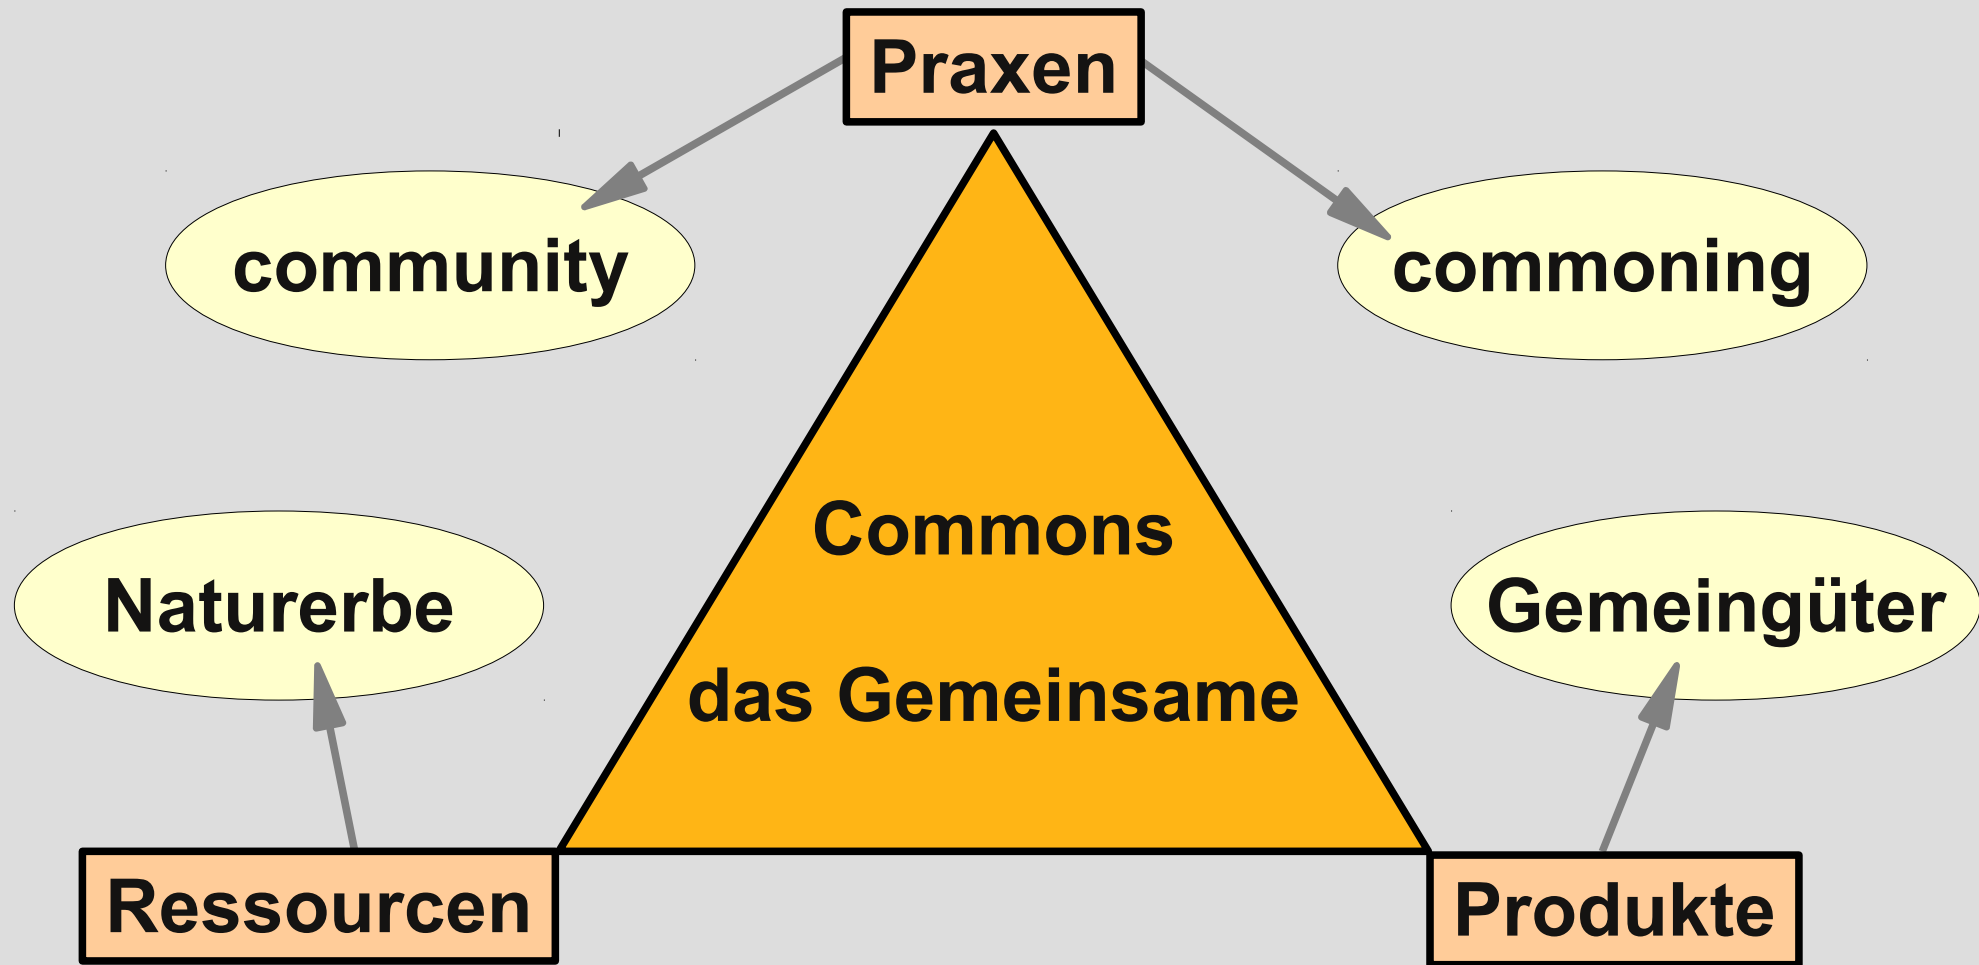 Praxen
community
commoning
Commons
das Gemeinsame
Naturerbe
Gemeingüter
Ressourcen
Produkte